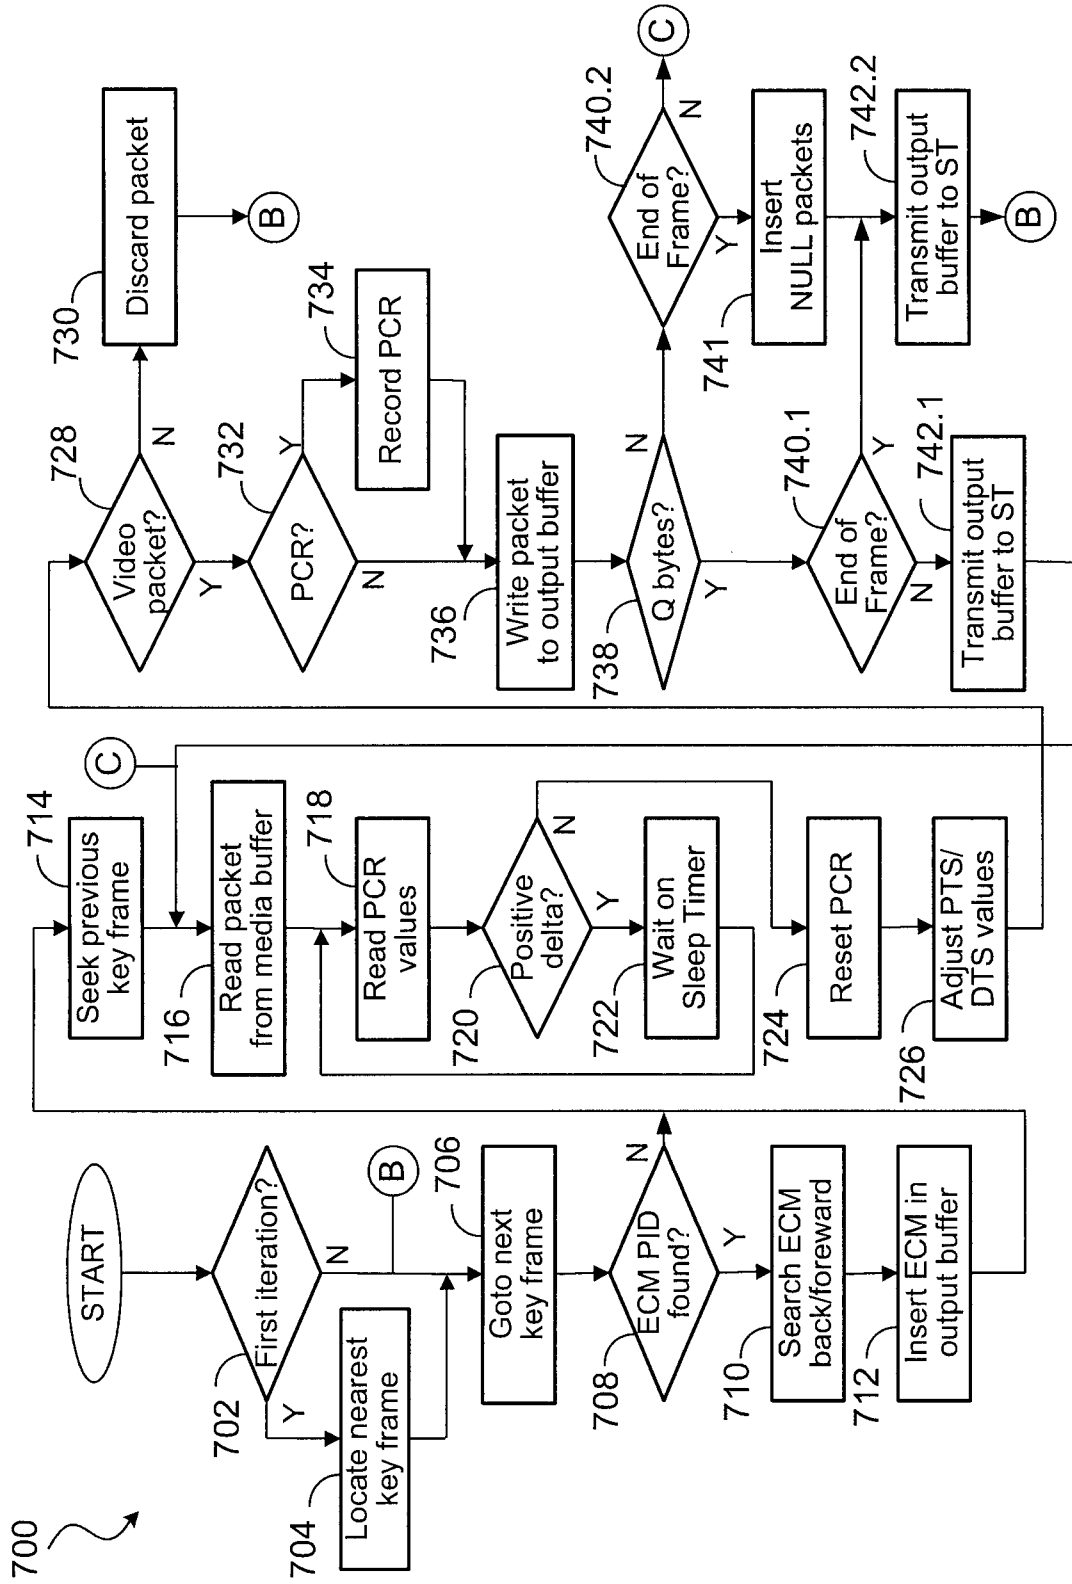 700
START
702
First iteration?
Y
N
704
Locate nearest
key frame
B
706
Goto next
key frame
708
ECM PID
found?
N
Y
710
Search ECM
back/foreward
712
Insert ECM in
output buffer
714
Seek previous
key frame
C
716
Read packet
from media buffer
718
Read PCR
values
720
Positive
delta?
N
Y
722
Wait on
Sleep Timer
724
Reset PCR
726
Adjust PTS/
DTS values
728
Video
packet?
N
Y
730
Discard packet
B
732
PCR?
Y
N
734
Record PCR
736
Write packet
to output buffer
738
Q bytes?
N
Y
740.1
End of
Frame?
Y
N
742.1
Transmit output
buffer to ST
740.2
End of
Frame?
N
Y
C
741
Insert
NULL packets
742.2
Transmit output
buffer to ST
B